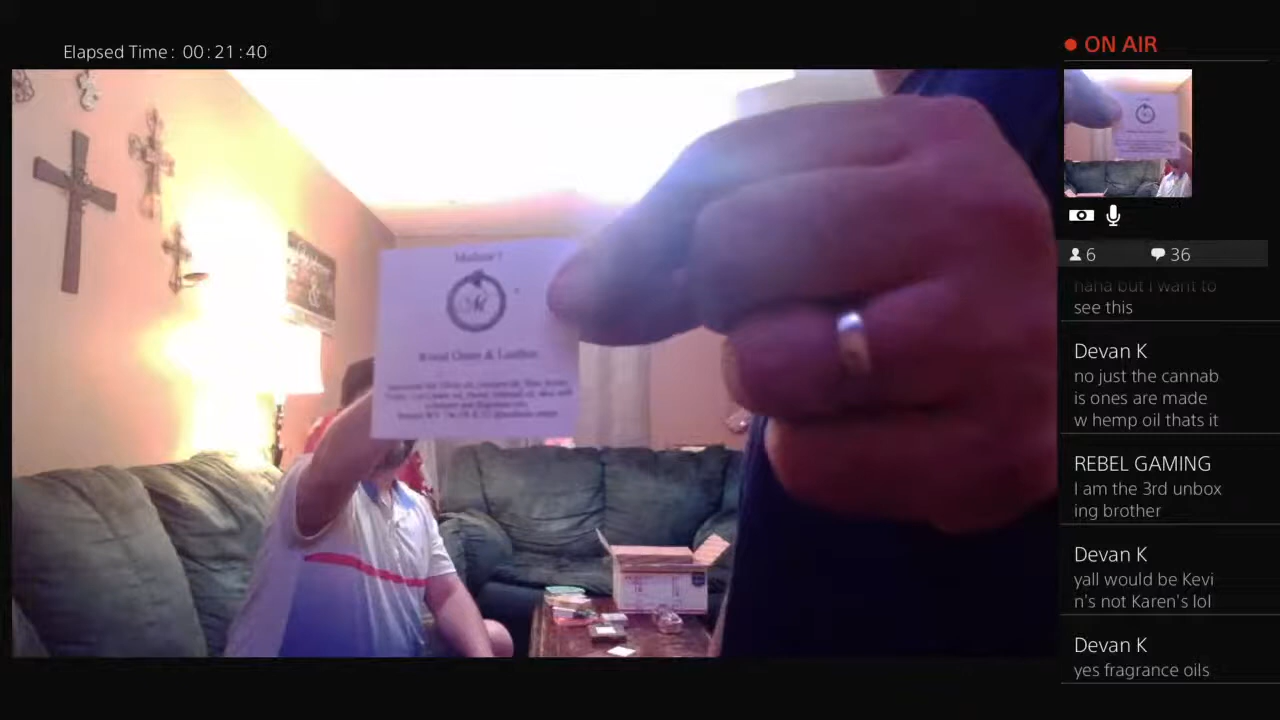 Elapsed Time: 00:21:40
ON AIR
6
36
haha but I want to
see this
Devan K
no just the cannab
is ones are made
w hemp oil thats it
REBEL GAMING
I am the 3rd unbox
ing brother
Devan K
yall would be Kevi
n's not Karen's lol
Devan K
yes fragrance oils
& Leather